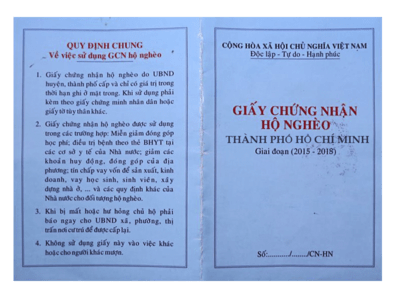 QUY ĐỊNH CHUNG
Về việc sử dụng GCN hộ nghèo
1. Giấy chứng nhận hộ nghèo do UBND
huyện, thành phố cấp và chỉ có giá trị trong
thời hạn ghi ở mặt trong. Khi sử dụng phải
kèm theo giấy chứng minh nhân dân hoặc
giấy tờ tùy thân khác.
2. Giấy chứng nhận hộ nghèo được sử dụng
trong các trường hợp: Miễn giảm đóng góp
học phí; điều trị bệnh theo thẻ BHYT tại
các cơ sở y tế của Nhà nước; giảm các
khoản huy động, đóng góp của địa
phương; tín chấp vay vốn để sản xuất, kinh
doanh, vay học sinh, sinh viên, xây
dựng nhà ở, ... và các quy định khác của
Nhà nước cho đối tượng hộ nghèo.
3. Khi bị mất hoặc hư hỏng chủ hộ phải
báo ngay cho UBND xã, phường, thị
trấn nơi cư trú để được cấp lại.
4. Không sử dụng giấy này vào việc khác
hoặc cho người khác mượn.
CỘNG HÒA XÃ HỘI CHỦ NGHĨA VIỆT NAM
Độc lập - Tự do - Hạnh phúc
GIẤY CHỨNG NHẬN
HỘ NGHÈO
THÀNH PHỐ HỒ CHÍ MINH
Giai đoạn (2015 - 2018)
Số:.........../......../CN-HN